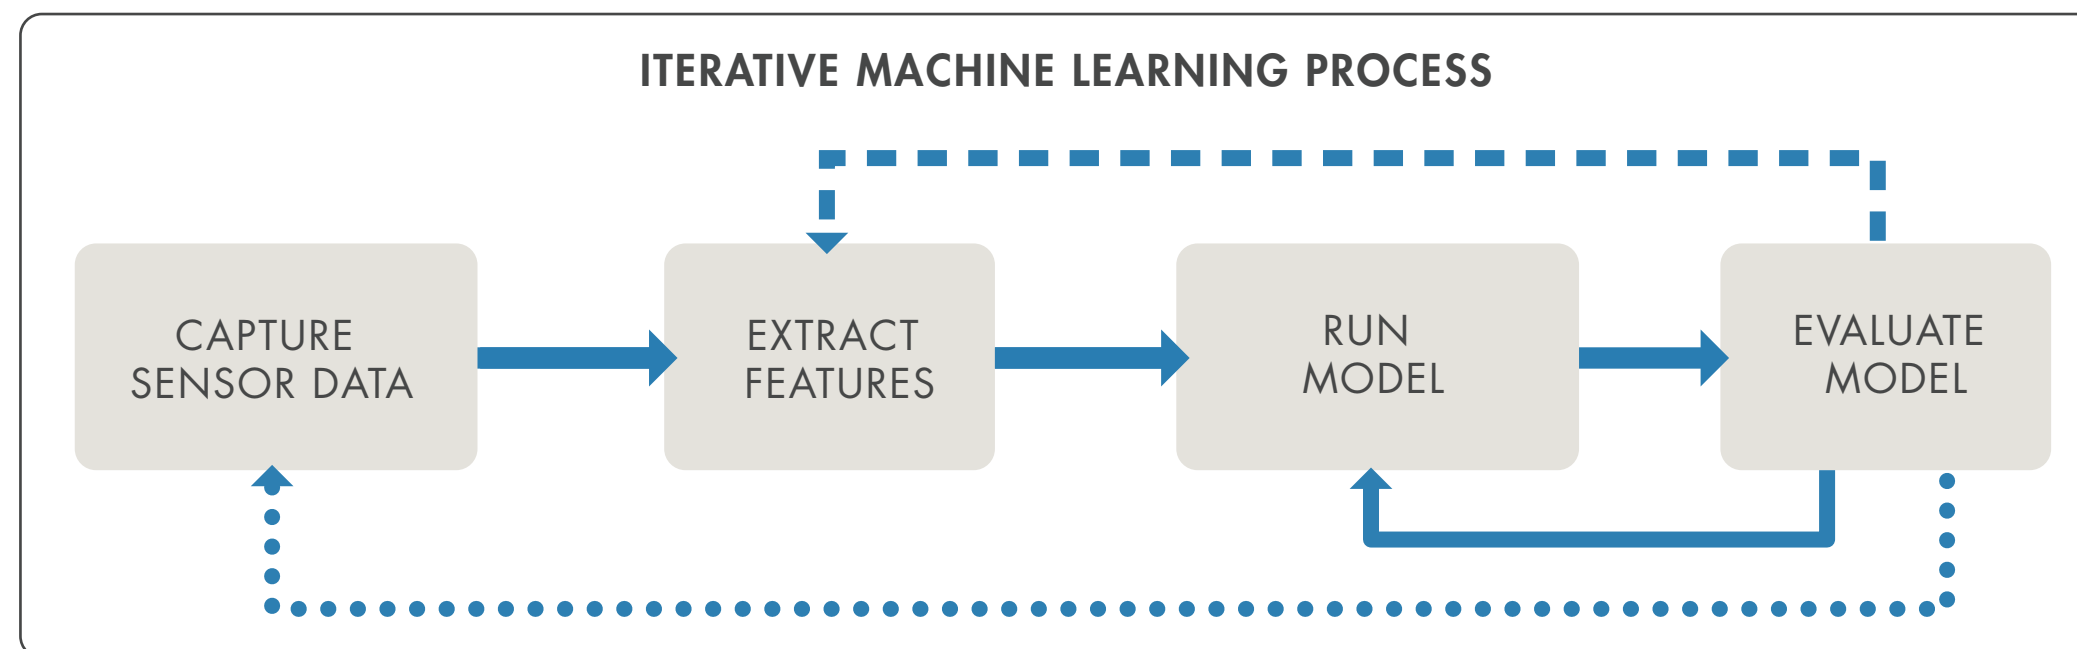 ITERATIVE MACHINE LEARNING PROCESS
CAPTURE
SENSOR DATA
EXTRACT
FEATURES
RUN
MODEL
EVALUATE
MODEL